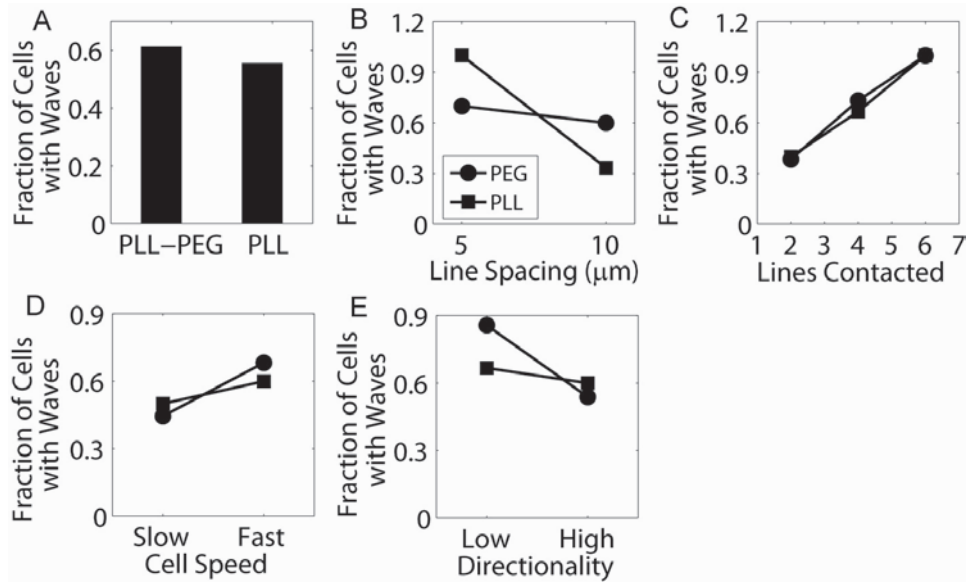 A
Fraction of Cells
with Waves
0.6
0.4
0.2
0
PLL-PEG
PLL
B
Fraction of Cells
with Waves
1.2
0.9
0.6
0.3
0
PEG
PLL
5
10
Line Spacing (μm)
C
Fraction of Cells
with Waves
1.2
0.9
0.6
0.3
0
1 2 3 4 5 6 7
Lines Contacted
D
Fraction of Cells
with Waves
0.9
0.6
0.3
0
Slow
Fast
Cell Speed
E
Fraction of Cells
with Waves
0.9
0.6
0.3
0
Low
High
Directionality